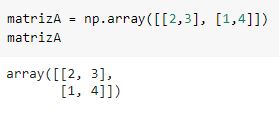 matrizA = np.array([[2,3], [1,4]])
matrizA
array([[2, 3],
       [1, 4]])